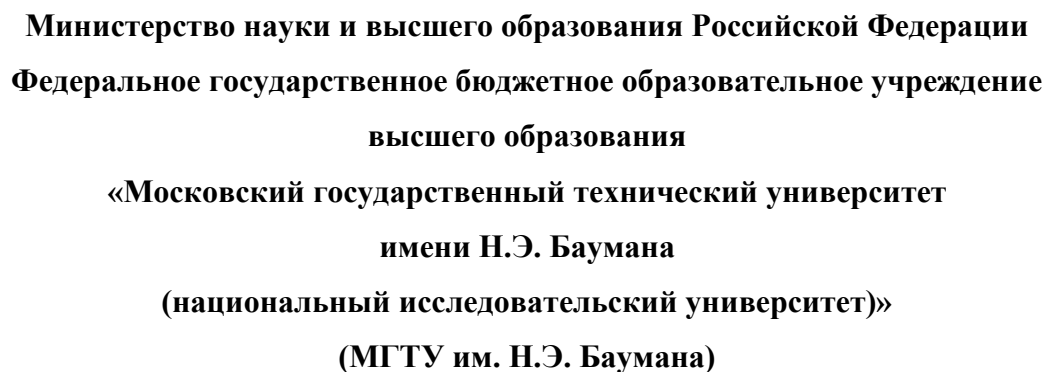 Министерство науки и высшего образования Российской Федерации
Федеральное государственное бюджетное образовательное учреждение
высшего образования
«Московский государственный технический университет
имени Н.Э. Баумана
(национальный исследовательский университет)»
(МГТУ им. Н.Э. Баумана)